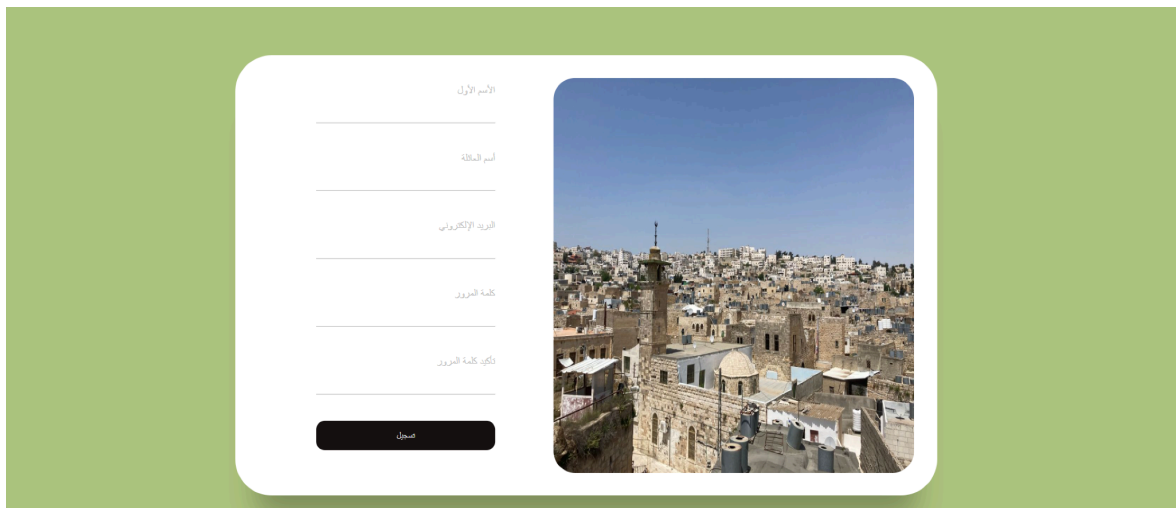 الأسم الأول
أسم العائلة
البريد الإلكتروني
كلمة المرور
تأكيد كلمة المرور
تسجيل